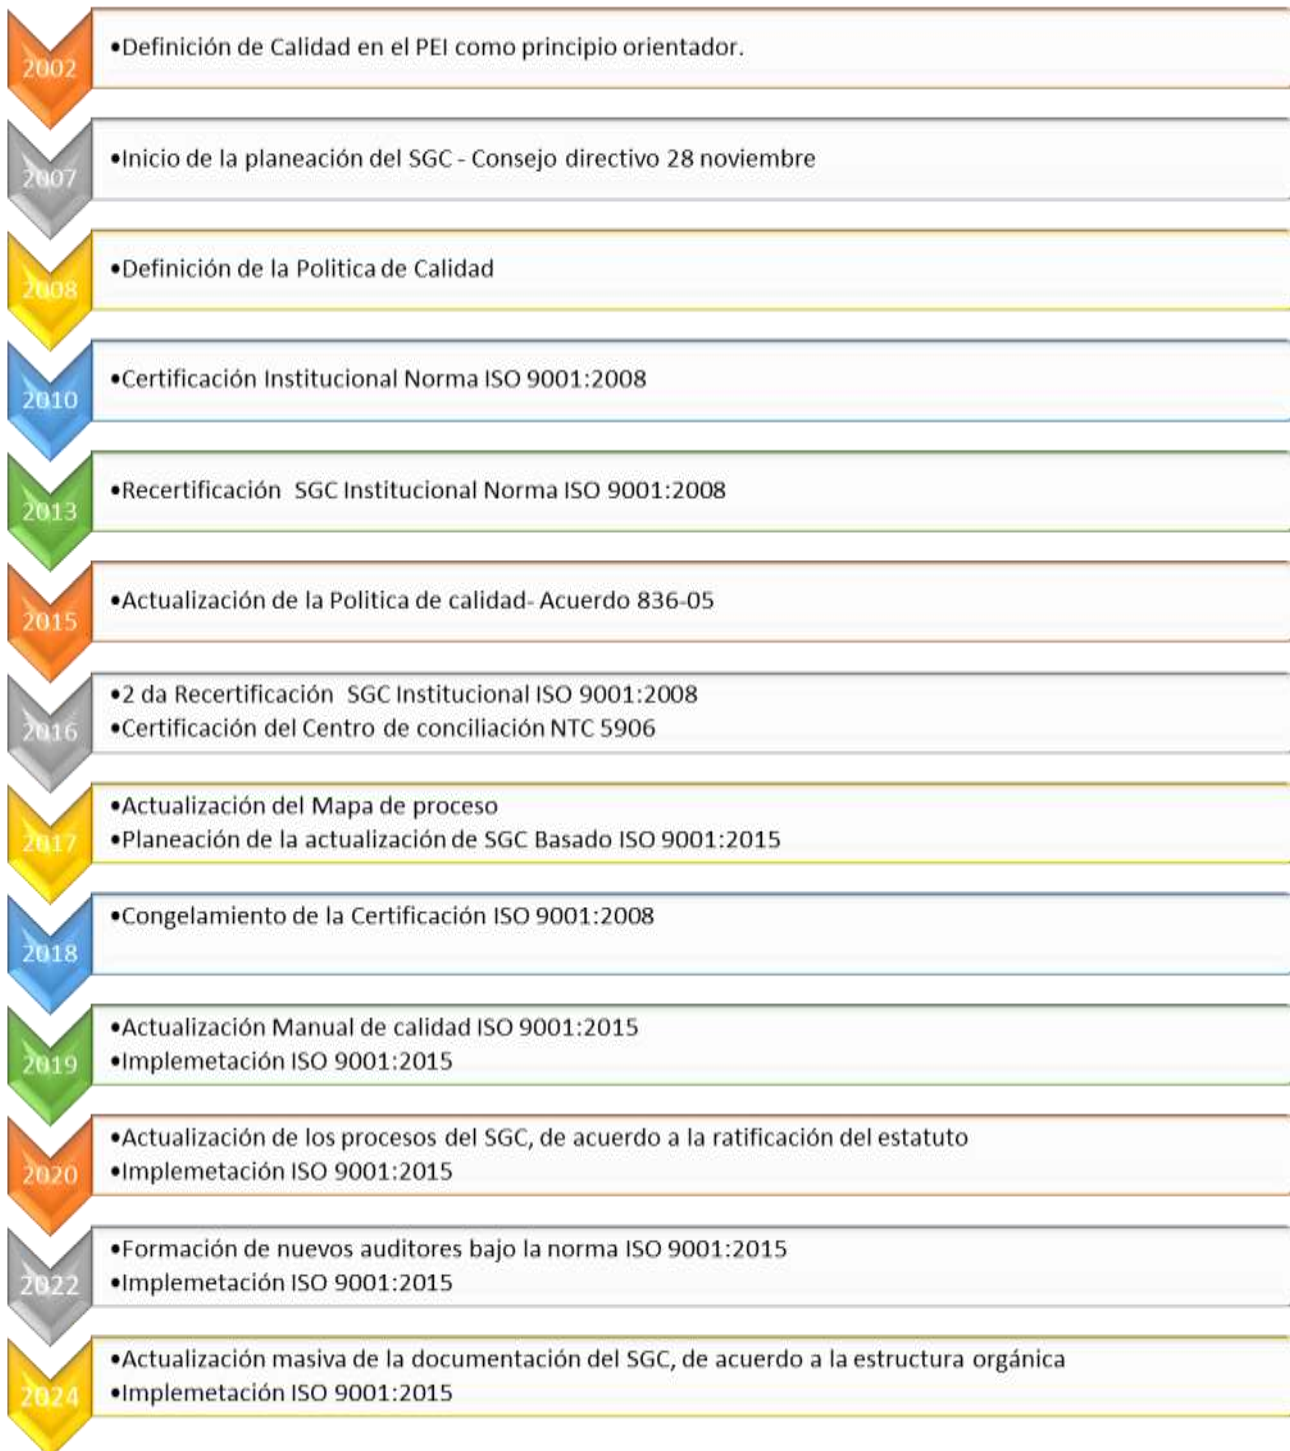 2002
•Definición de Calidad en el PEI como principio orientador.
2007
•Inicio de la planeación del SGC - Consejo directivo 28 noviembre
2008
•Definición de la Politica de Calidad
2010
•Certificación Institucional Norma ISO 9001:2008
2013
•Recertificación SGC Institucional Norma ISO 9001:2008
2015
•Actualización de la Politica de calidad- Acuerdo 836-05
2016
•2 da Recertificación SGC Institucional ISO 9001:2008
•Certificación del Centro de conciliación NTC 5906
2017
•Actualización del Mapa de proceso
•Planeación de la actualización de SGC Basado ISO 9001:2015
2018
•Congelamiento de la Certificación ISO 9001:2008
2019
•Actualización Manual de calidad ISO 9001:2015
•Implemetación ISO 9001:2015
2020
•Actualización de los procesos del SGC, de acuerdo a la ratificación del estatuto
•Implemetación ISO 9001:2015
2022
•Formación de nuevos auditores bajo la norma ISO 9001:2015
•Implemetación ISO 9001:2015
2024
•Actualización masiva de la documentación del SGC, de acuerdo a la estructura orgánica
•Implemetación ISO 9001:2015